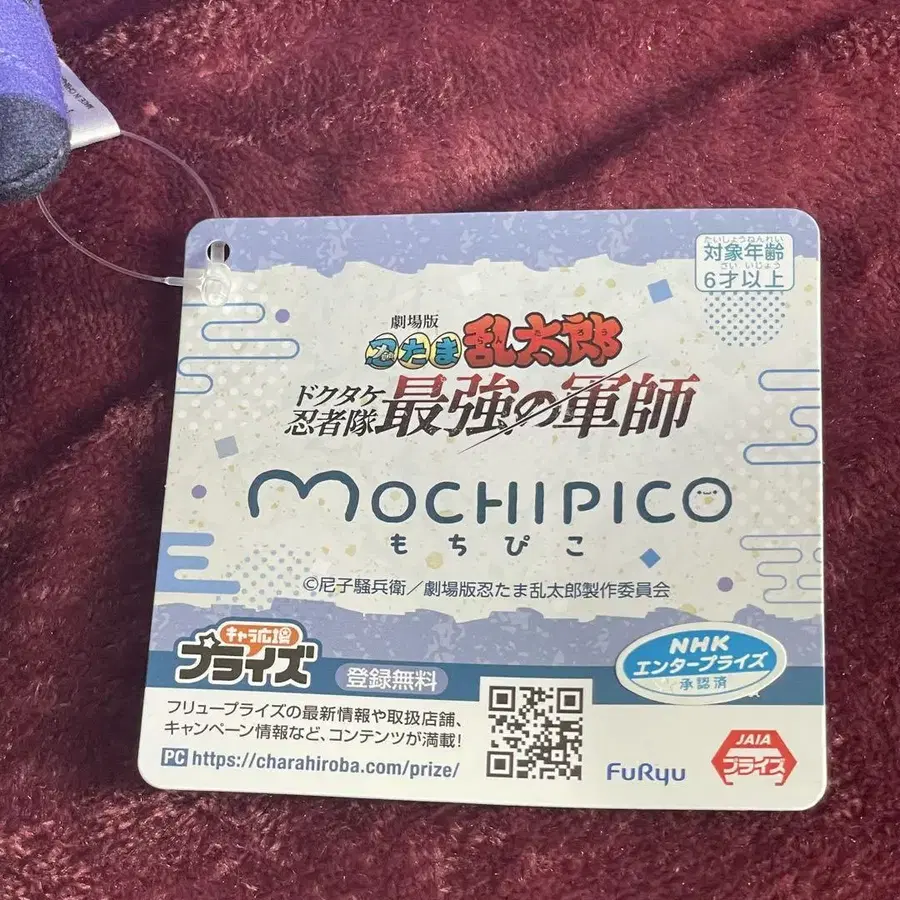 対象年齢
たいしょうねんれい
6才以上
さい いじょう
劇場版
忍たま乱太郎
ドクタケ
忍者隊
最強の軍師
MOCHIPICO
もちぴこ
©尼子騒兵衛／劇場版忍たま乱太郎製作委員会
キャラ広場
プライズ
登録無料
フリュープライズの最新情報や取扱店舗、
キャンペーン情報など、コンテンツが満載!
PC https://charahiroba.com/prize/
FuRyu
NHK
エンタープライズ
承認済
JAIA
プライズ